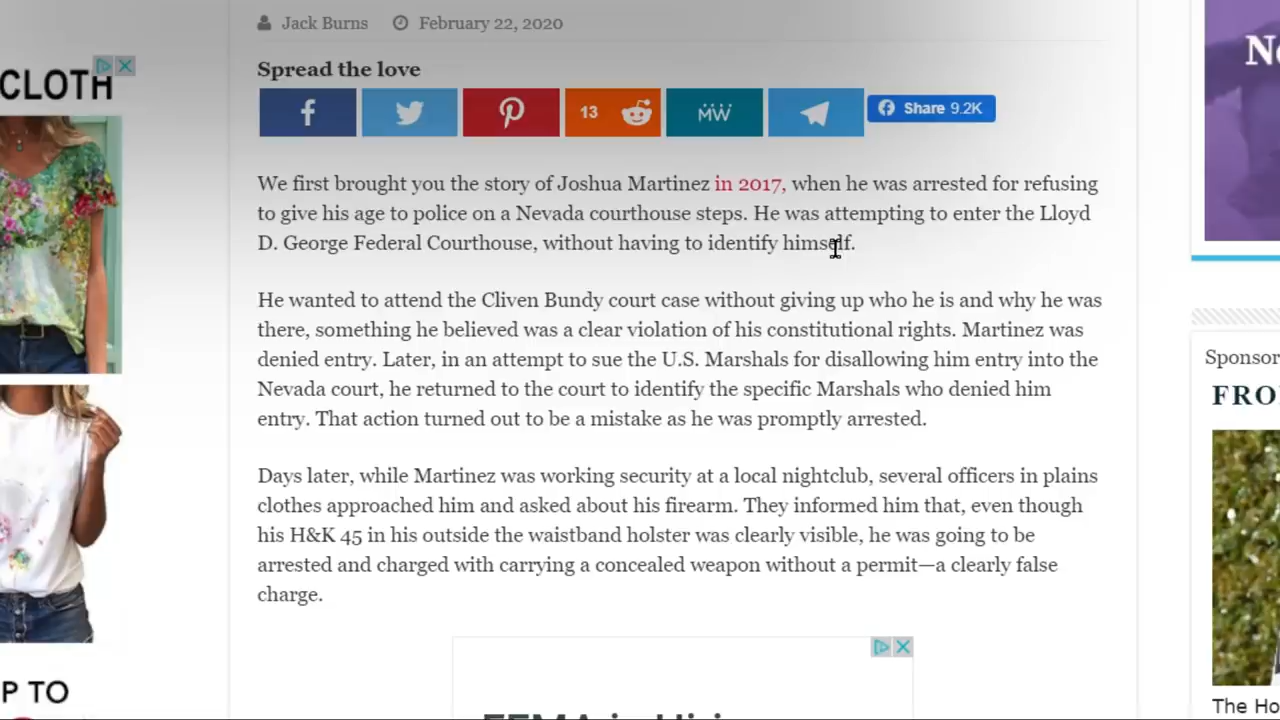 Jack Burns February 22, 2020
CLOTH
Spread the love
13
MW
Share 9.2K
We first brought you the story of Joshua Martinez in 2017, when he was arrested for refusing
to give his age to police on a Nevada courthouse steps. He was attempting to enter the Lloyd
D. George Federal Courthouse, without having to identify himself.
He wanted to attend the Cliven Bundy court case without giving up who he is and why he was
there, something he believed was a clear violation of his constitutional rights. Martinez was
denied entry. Later, in an attempt to sue the U.S. Marshals for disallowing him entry into the
Nevada court, he returned to the court to identify the specific Marshals who denied him
entry. That action turned out to be a mistake as he was promptly arrested.
Days later, while Martinez was working security at a local nightclub, several officers in plains
clothes approached him and asked about his firearm. They informed him that, even though
his H&K 45 in his outside the waistband holster was clearly visible, he was going to be
arrested and charged with carrying a concealed weapon without a permit—a clearly false
charge.
P TO
Sponsor
FRO
The Ho